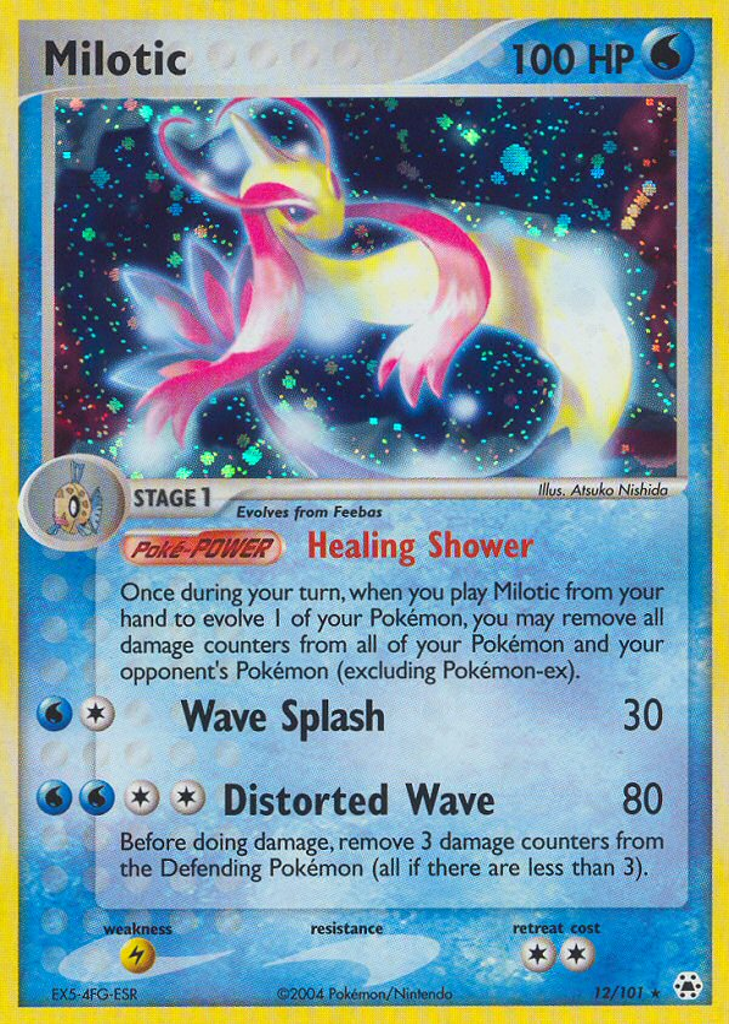 Milotic
100 HP
Illus. Atsuko Nishida
STAGE 1
Evolves from Feebas
Poké-POWER Healing Shower
Once during your turn, when you play Milotic from your
hand to evolve 1 of your Pokémon, you may remove all
damage counters from all of your Pokémon and your
opponent's Pokémon (excluding Pokémon-ex).
Wave Splash 30
Distorted Wave 80
Before doing damage, remove 3 damage counters from
the Defending Pokémon (all if there are less than 3).
weakness resistance retreat cost
EX5-4FG-ESR ©2004 Pokémon/Nintendo 12/101 ★